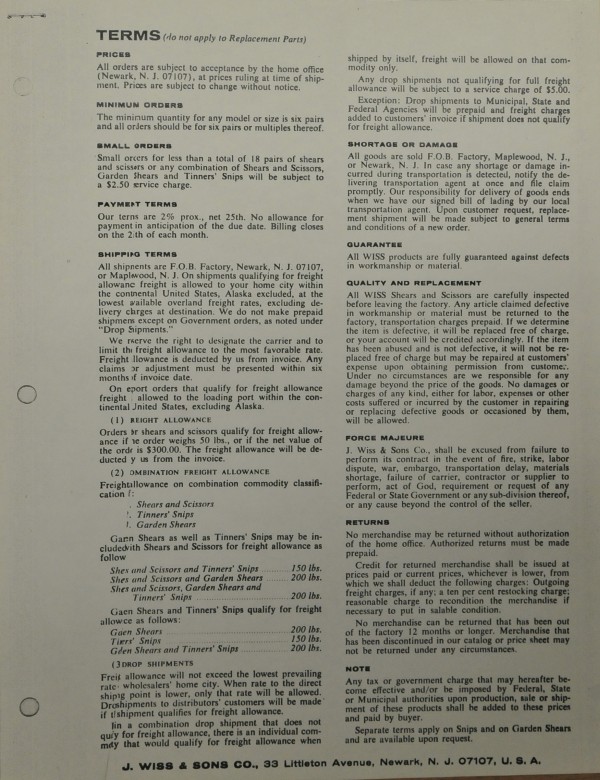 TERMS (do not apply to Replacement Parts)
PRICES
All orders are subject to acceptance by the home office
(Newark, N. J. 07107), at prices ruling at time of ship-
ment. Prices are subject to change without notice.
MINIMUM ORDERS
The minimum quantity for any model or size is six pairs
and all orders should be for six pairs or multiples thereof.
SMALL ORDERS
Small orders for less than a total of 18 pairs of shears
and scissors or any combination of Shears and Scissors,
Garden Shears and Tinners' Snips will be subject to
a $2.50 service charge.
PAYMENT TERMS
Our terms are 2% prox., net 25th. No allowance for
payment in anticipation of the due date. Billing closes
on the 2 th of each month.
SHIPPING TERMS
All shipments are F.O.B. Factory, Newark, N. J. 07107,
or Maplwood, N. J. On shipments qualifying for freight
allowanc freight is allowed to your home city within
the continental United States, Alaska excluded, at the
lowest available overland freight rates, excluding de-
livery charges at destination. We do not make prepaid
shipmens except on Government orders, as noted under
"Drop Sipments."
We rserve the right to designate the carrier and to
limit th freight allowance to the most favorable rate.
Freight llowance is deducted by us from invoice. Any
claims or adjustment must be presented within six
months f invoice date.
On eport orders that qualify for freight allowance
freight allowed to the loading port within the con-
tinental Jnited States, excluding Alaska.
(1) REIGHT ALLOWANCE
Orders or shears and scissors qualify for freight allow-
ance if te order weighs 50 lbs., or if the net value of
the ordr is $300.00. The freight allowance will be de-
ducted y us from the invoice.
(2) OMBINATION FREIGHT ALLOWANCE
Freightallowance on combination commodity classifi-
cation f:
. Shears and Scissors
!. Tinners' Snips
3. Garden Shears
Garen Shears as well as Tinners' Snips may be in-
cludedvith Shears and Scissors for freight allowance as
follow
Shes and Scissors and Tinners' Snips 150 lbs.
Shes and Scissors and Garden Shears 200 lbs.
Shes and Scissors, Garden Shears and
Tinners' Snips 200 lbs.
Gaen Shears and Tinners' Snips qualify for freight
allowce as follows:
Gaen Shears 200 lbs.
Tiers' Snips 150 lbs.
Gden Shears and Tinners' Snips 200 lbs.
(3DROP SHIPMENTS
Freit allowance will not exceed the lowest prevailing
rate wholesalers' home city. When rate to the direct
shipig point is lower, only that rate will be allowed.
Droshipments to distributors' customers will be made
if tl shipment qualifies for freight allowance.
in a combination drop shipment that does not
quy for freight allowance, there is an individual com-
mity that would qualify for freight allowance when
shipped by itself, freight will be allowed on that com-
modity only.
Any drop shipments not qualifying for full freight
allowance will be subject to a service charge of $5.00.
Exception: Drop shipments to Municipal, State and
Federal Agencies will be prepaid and freight charges
added to customers' invoice if shipment does not qualify
for freight allowance.
SHORTAGE OR DAMAGE
All goods are sold F.O.B. Factory, Maplewood, N. J.,
or Newark, N. J. In case any shortage or damage in-
curred during transportation is detected, notify the de-
livering transportation agent at once and file claim
promptly. Our responsibility for delivery of goods ends
when we have our signed bill of lading by our local
transportation agent. Upon customer request, replace-
ment shipment will be made subject to general terms
and conditions of a new order.
GUARANTEE
All WISS products are fully guaranteed against defects
in workmanship or material.
QUALITY AND REPLACEMENT
All WISS Shears and Scissors are carefully inspected
before leaving the factory. Any article claimed defective
in workmanship or material must be returned to the
factory, transportation charges prepaid. If we determine
the item is defective, it will be replaced free of charge,
or your account will be credited accordingly. If the item
has been abused and is not defective, it will not be re-
placed free of charge but may be repaired at customers'
expense upon obtaining permission from customer.
Under no circumstances are we responsible for any
damage beyond the price of the goods. No damages or
charges of any kind, either for labor, expenses or other
costs suffered or incurred by the customer in repairing
or replacing defective goods or occasioned by them,
will be allowed.
FORCE MAJEURE
J. Wiss & Sons Co., shall be excused from failure to
perform its contract in the event of fire, strike, labor
dispute, war, embargo, transportation delay, materials
shortage, failure of carrier, contractor or supplier to
perform, act of God, requirement or request of any
Federal or State Government or any sub-division thereof,
or any cause beyond the control of the seller.
RETURNS
No merchandise may be returned without authorization
of the home office. Authorized returns must be made
prepaid.
Credit for returned merchandise shall be issued at
prices paid or current prices, whichever is lower, from
which we shall deduct the following charges: Outgoing
freight charges, if any; a ten per cent restocking charge;
reasonable charge to recondition the merchandise if
necessary to put in salable condition.
No merchandise can be returned that has been out
of the factory 12 months or longer. Merchandise that
has been discontinued in our catalog or price sheet may
not be returned under any circumstances.
NOTE
Any tax or government charge that may hereafter be-
come effective and/or be imposed by Federal, State
or Municipal authorities upon production, sale or ship-
ment of these products shall be added to these prices
and paid by buyer.
Separate terms apply on Snips and on Garden Shears
and are available upon request.
J. WISS & SONS CO., 33 Littleton Avenue, Newark, N. J. 07107, U. S. A.